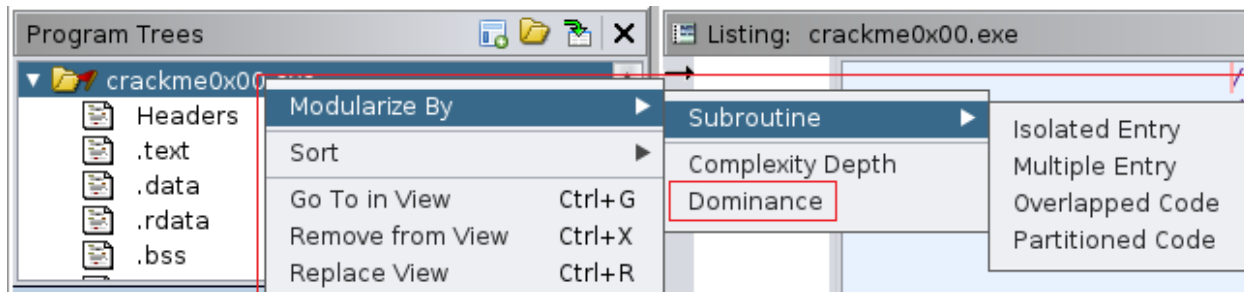 Program Trees
Listing: crackme0x00.exe
crackme0x00.exe
Headers
.text
.data
.rdata
.bss
Modularize By
Sort
Go To in View Ctrl+G
Remove from View Ctrl+X
Replace View Ctrl+R
Subroutine
Complexity Depth
Dominance
Isolated Entry
Multiple Entry
Overlapped Code
Partitioned Code